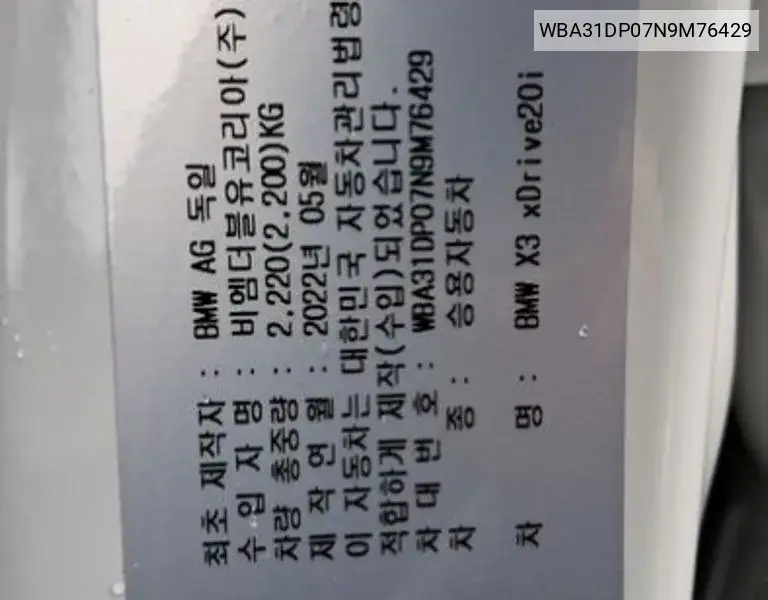 WBA31DP07N9M76429
최초 제작자 : BMW AG 독일
수 입 자 명 : 비엠더블유코리아(주)
차량 총중량 : 2.220(2.200)KG
제 작 연 월 : 2022년 05월
이 자동차는 대한민국 자동차관리법령
적합하게 제작(수입)되었습니다.
차 대 번 호 : WBA31DP07N9M76429
차 종 : 승용자동차
차 명 : BMW X3 xDrive20i